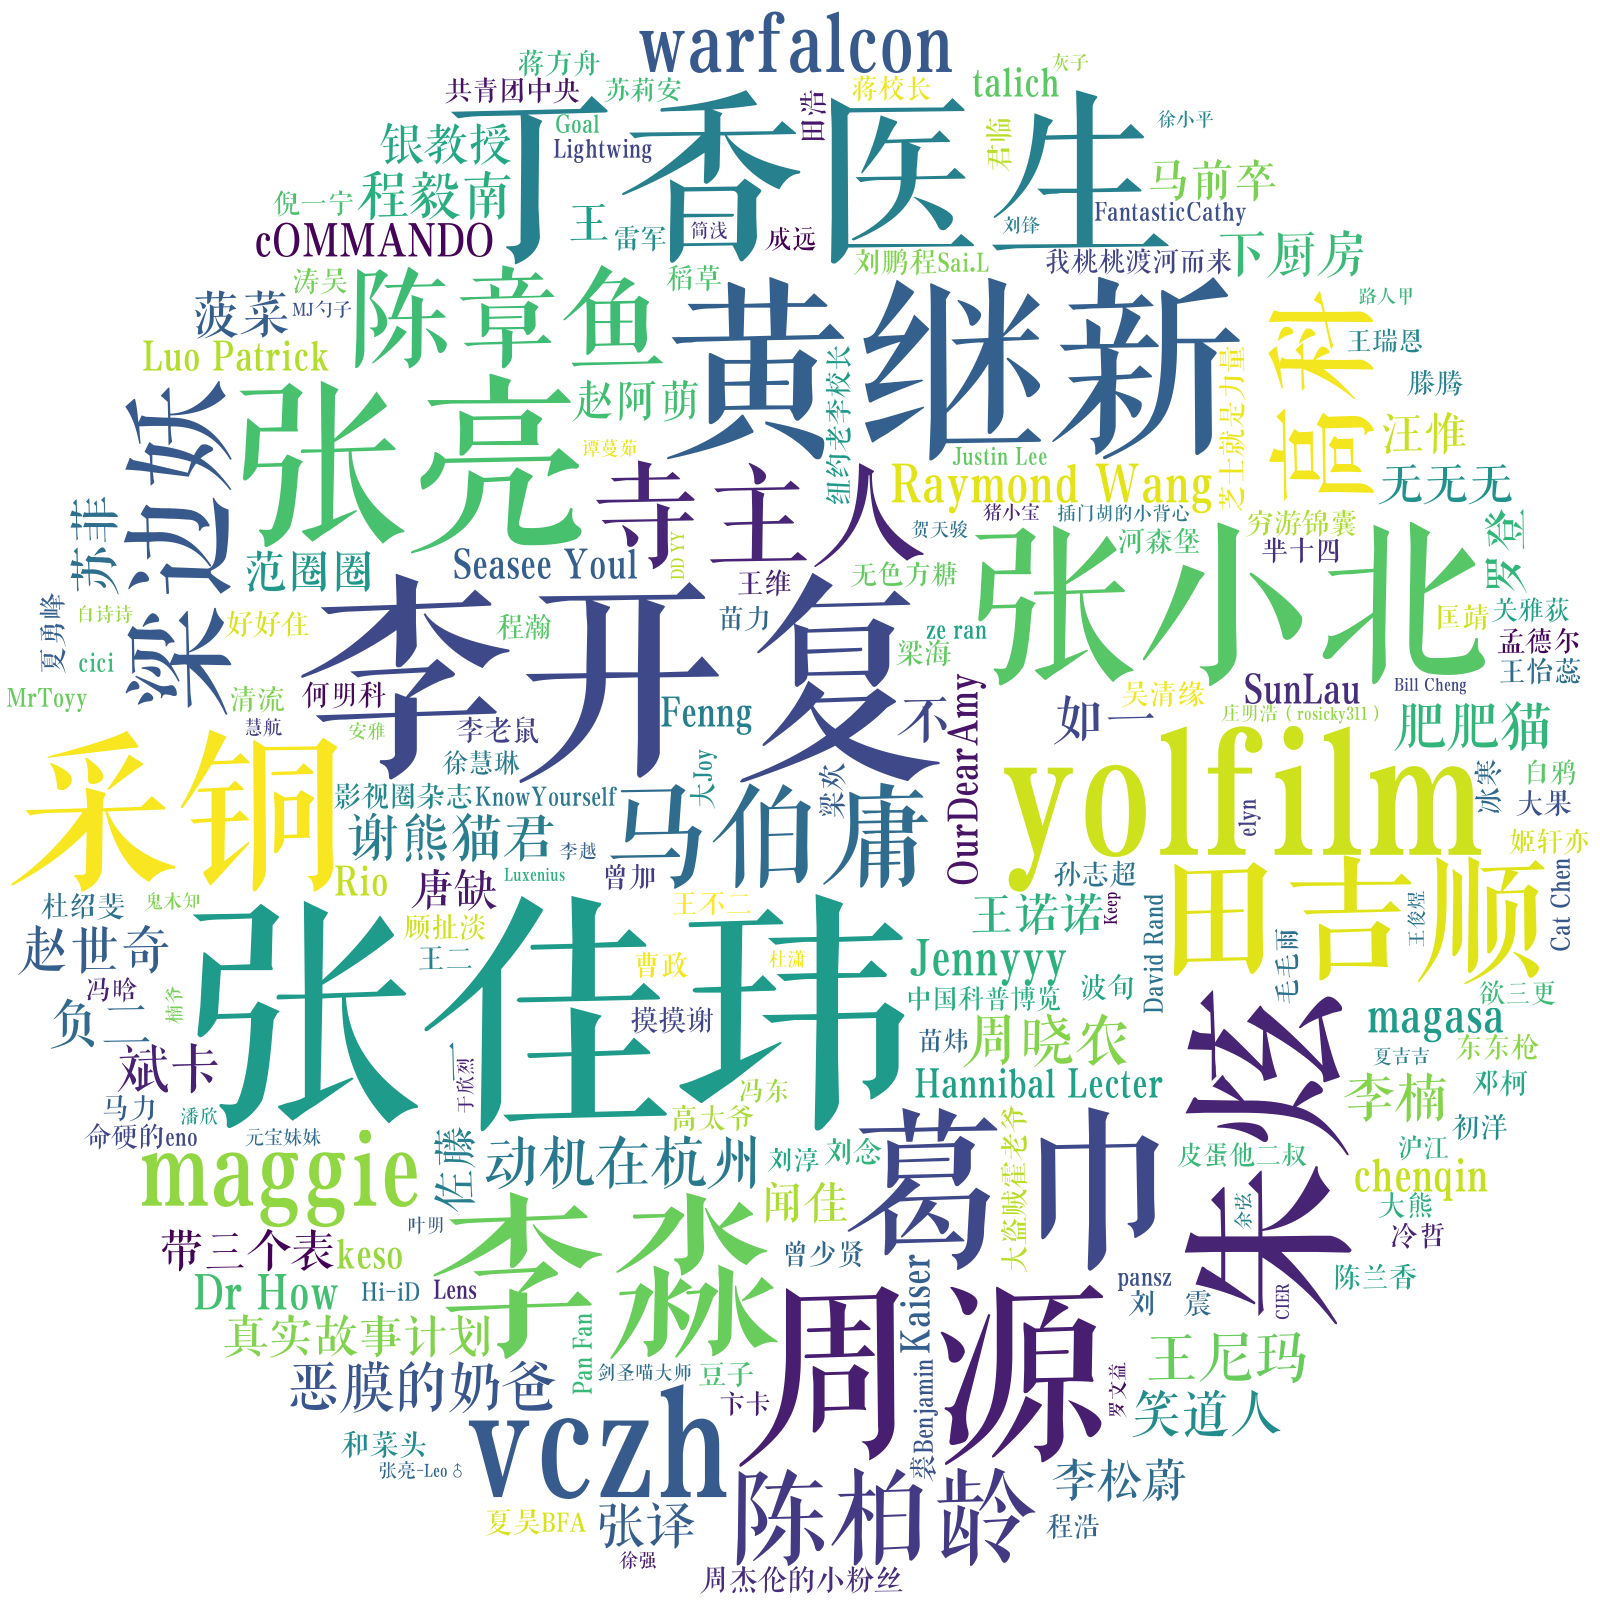 warfalcon
蒋方舟
灰子
共青团中央
苏莉安
田浩
蒋校长
talich
丁香医生
银教授
Goal
Lightwing
君临
徐小平
马前卒
程毅南
倪一宁
王
雷军
简浅
成远
刘锋
FantasticCathy
cOMMANDO
刘鹏程Sai.L
我桃桃渡河而来
下厨房
涛吴
陈章鱼
稻草
黄继新
高科
路人甲
菠菜
MJ勺子
王瑞恩
Luo Patrick
纽约老李校长
芝士就是力量
滕腾
梁边妖
张亮
赵阿萌
汪惟
谭蔓茹
寺主人
Justin Lee
Raymond Wang
无无无
苏菲
猪小宝
插门胡的小背心
穷游锦囊
罗登
范圈圈
Seasee Youl
DD YY
贺天骏
河森堡
芈十四
张小北
王维
无色方糖
夏勇峰
白诗诗
好好住
李开复
程瀚
苗力
ze ran
匡靖
关雅荻
孟德尔
cici
梁海
王怡蕊
MrToyy
清流
何明科
OurDearAmy
吴清缘
SunLau
Bill Cheng
慧航
安雅
李老鼠
Fenng
不
如一
庄明浩（rosicky311）
肥肥猫
采铜
徐慧琳
大Joy
梁欢
yolfilm
冰寒
白鸦
影视圈杂志
KnowYourself
马伯庸
elyn
大果
谢熊猫君
李越
姬轩亦
Rio
唐缺
Luxenius
曾加
孙志超
田吉顺
Cat Chen
杜绍斐
鬼木知
张佳玮
王不二
Keep
王诺诺
David Rand
王俊煜
赵世奇
顾扯淡
王二
曹政
杜潇
Jennyyy
毛毛雨
冯晗
楠爷
中国科普博览
波旬
朱炫
欲三更
负二
摸摸谢
苗炜
周晓农
magasa
斌卡
于欣烈
夏吉吉
东东枪
冯东
Hannibal Lecter
李楠
邓柯
马力
潘欣
高太爷
葛巾
大盗贼霍老爷
初洋
命硬的eno
元宝妹妹
maggie
佐藤一
动机在杭州
刘淳
刘念
皮蛋他二叔
沪江
chenqin
闻佳
余弦
大熊
叶明
李淼
带三个表
keso
曾少贤
Kaiser
冷哲
Dr How
Hi-iD
Lens
pansz
刘　震
CIER
陈兰香
真实故事计划
Pan Fan
周源
王尼玛
恶膜的奶爸
剑圣喵大师
豆子
裘Benjamin
罗文益
vczh
卞卡
笑道人
和菜头
张亮-Leo♂
陈柏龄
李松蔚
夏吴BFA
张译
程浩
徐强
周杰伦的小粉丝